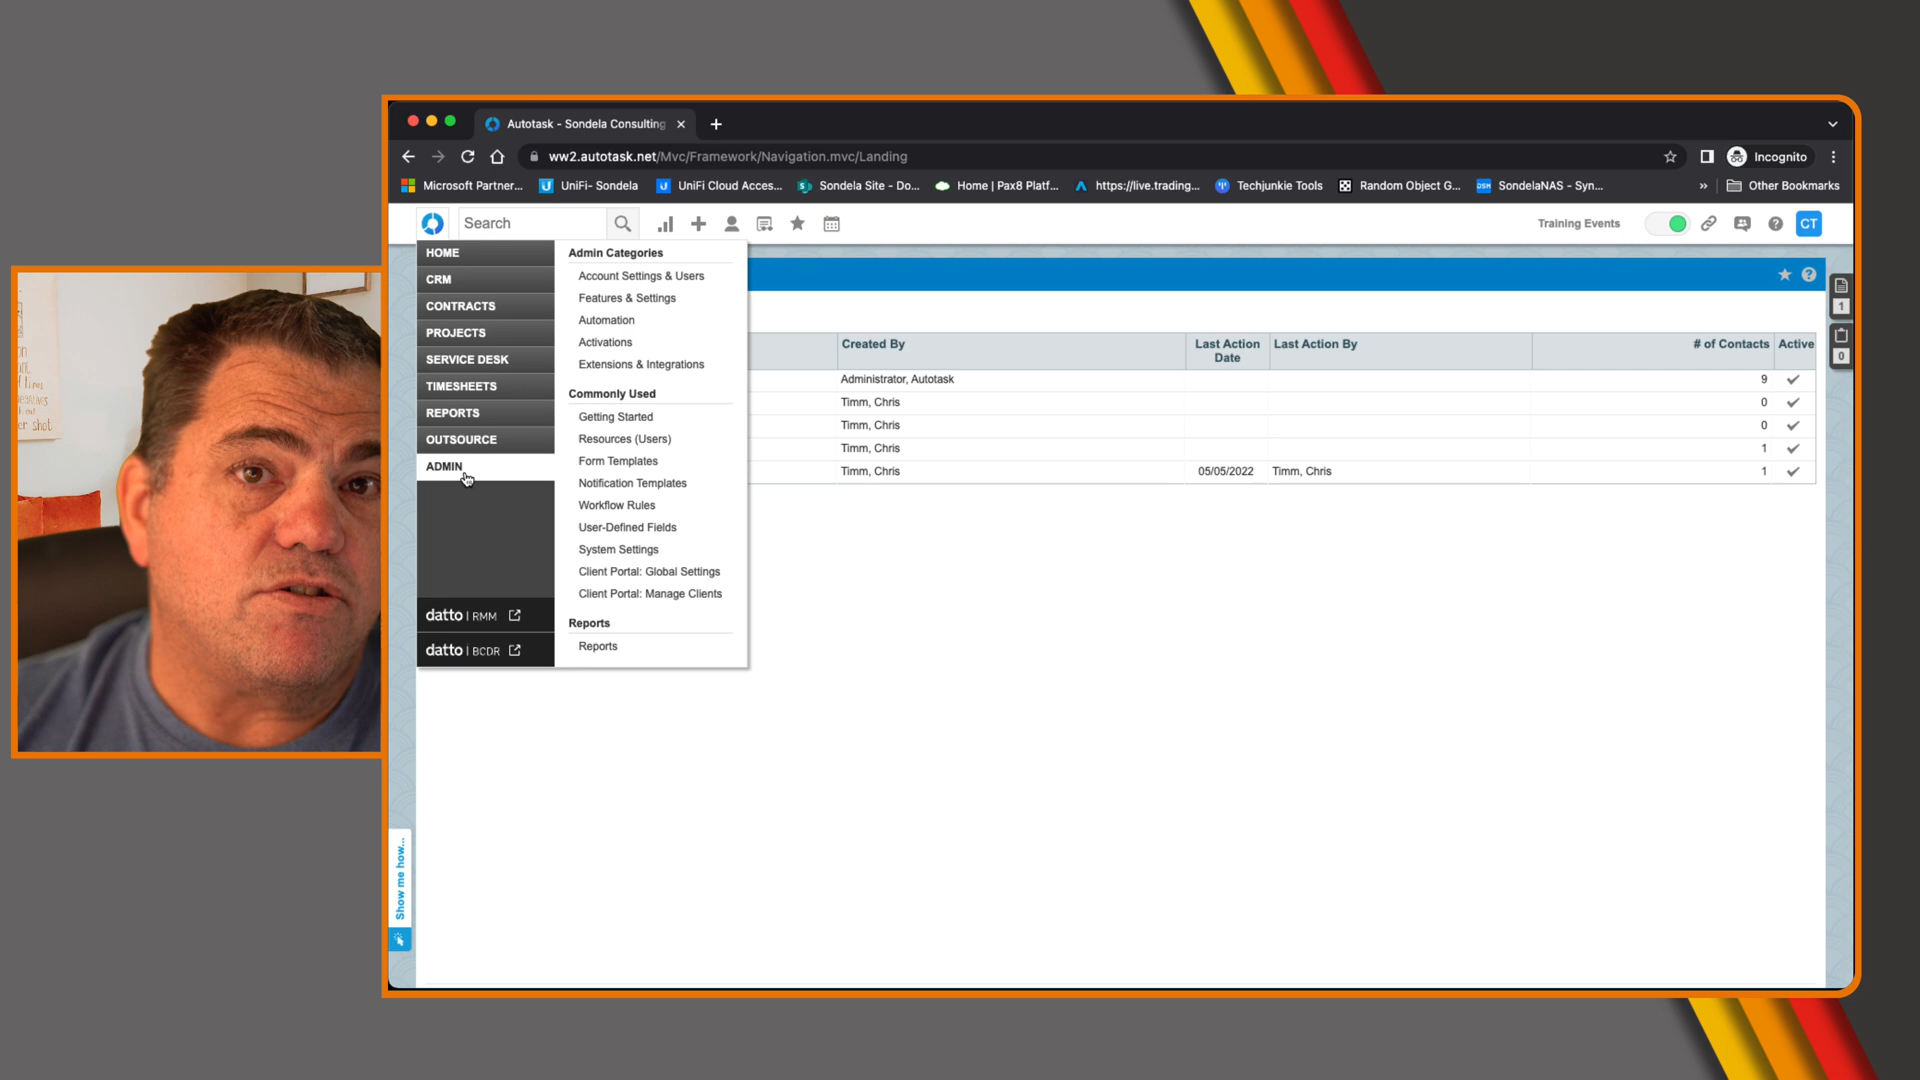 Autotask - Sondela Consulting
ww2.autotask.net/Mvc/Framework/Navigation.mvc/Landing
Incognito
Microsoft Partner...
UniFi- Sondela
UniFi Cloud Acces...
Sondela Site - Do...
Home | Pax8 Platf...
https://live.trading...
Techjunkie Tools
Random Object G...
DSM
SondelaNAS - Syn...
»
Other Bookmarks
Search
Training Events
CT
HOME
CRM
CONTRACTS
PROJECTS
SERVICE DESK
TIMESHEETS
REPORTS
OUTSOURCE
ADMIN
datto | RMM
datto | BCDR
Admin Categories
Account Settings & Users
Features & Settings
Automation
Activations
Extensions & Integrations
Commonly Used
Getting Started
Resources (Users)
Form Templates
Notification Templates
Workflow Rules
User-Defined Fields
System Settings
Client Portal: Global Settings
Client Portal: Manage Clients
Reports
Reports
Created By
Last Action
Date
Last Action By
# of Contacts
Active
Administrator, Autotask
9
Timm, Chris
0
Timm, Chris
0
Timm, Chris
1
Timm, Chris
05/05/2022
Timm, Chris
1
1
0
Show me how...
er shot